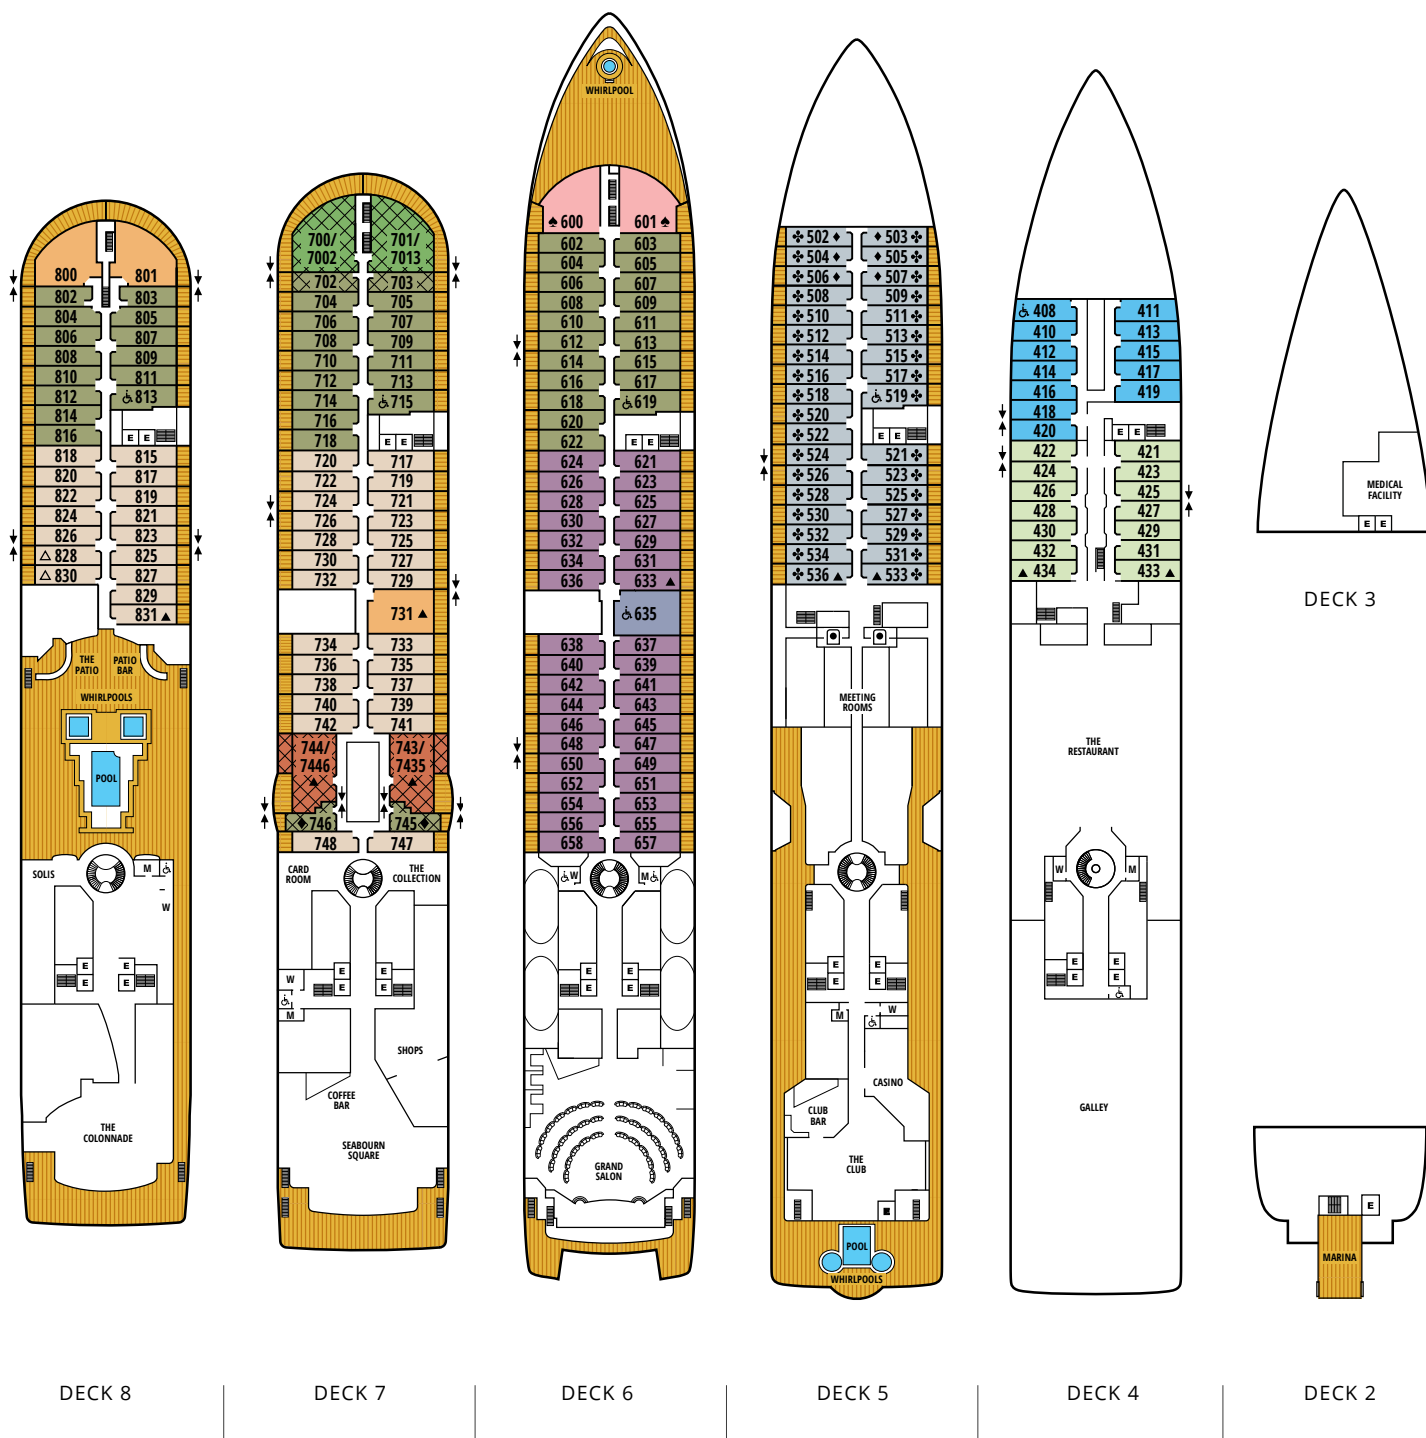 800 801
802 803
804 805
806 807
808 809
810 811
812 813
814
816
818 815
820 817
822 819
824 821
826 823
828 825
830 827
829
831
THE
PATIO
PATIO
BAR
WHIRLPOOLS
POOL
SOLIS
M
W
E E
E E
E E
THE
COLONNADE
DECK 8
700/
7002
701/
7013
702 703
704 705
706 707
708 709
710 711
712 713
714 715
716
718
E E
720 717
722 719
724 721
726 723
728 725
730 727
732 729
731
734 733
736 735
738 737
740 739
742 741
744/
7446
743/
7435
746 745
748 747
CARD
ROOM
THE
COLLECTION
E E
E E
W
M
SHOPS
COFFEE
BAR
SEABOURN
SQUARE
DECK 7
WHIRLPOOL
600 601
602 603
604 605
606 607
608 609
610 611
612 613
614 615
616 617
618 619
620
622
E E
624 621
626 623
628 625
630 627
632 629
634 631
636 633
635
638 637
640 639
642 641
644 643
646 645
648 647
650 649
652 651
654 653
656 655
658 657
W M
E E
E E
GRAND
SALON
DECK 6
502 503
504 505
506 507
508 509
510 511
512 513
514 515
516 517
518 519
520
522
E E
524 521
526 523
528 525
530 527
532 529
534 531
536 533
MEETING
ROOMS
E E
E E
M
W
CASINO
CLUB
BAR
THE
CLUB
E
POOL
WHIRLPOOLS
DECK 5
408 411
410 413
412 415
414 417
416 419
418
420
E E
422 421
424 423
426 425
428 427
430 429
432 431
434 433
THE
RESTAURANT
W M
E E
E E
GALLEY
DECK 4
MEDICAL
FACILITY
E E
DECK 3
E
MARINA
DECK 2